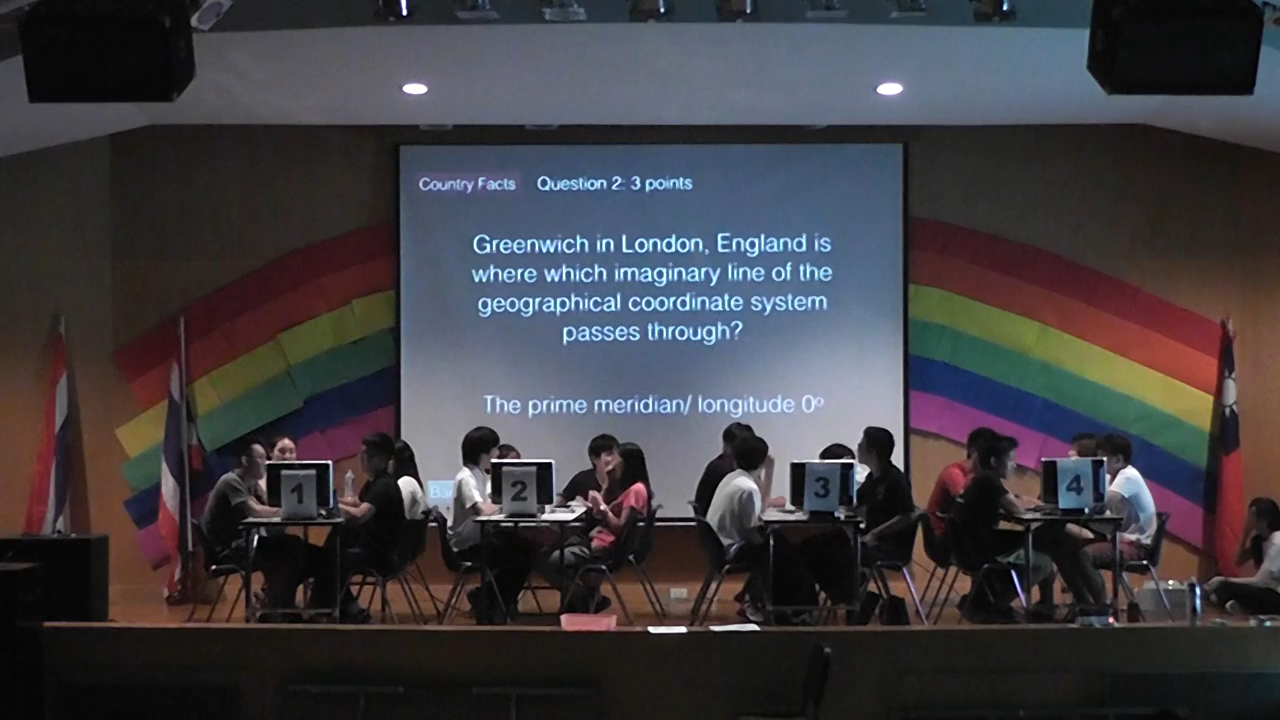 Country Facts Question 2: 3 points
Greenwich in London, England is
where which imaginary line of the
geographical coordinate system
passes through?
The prime meridian/ longitude 0º
1
2
3
4